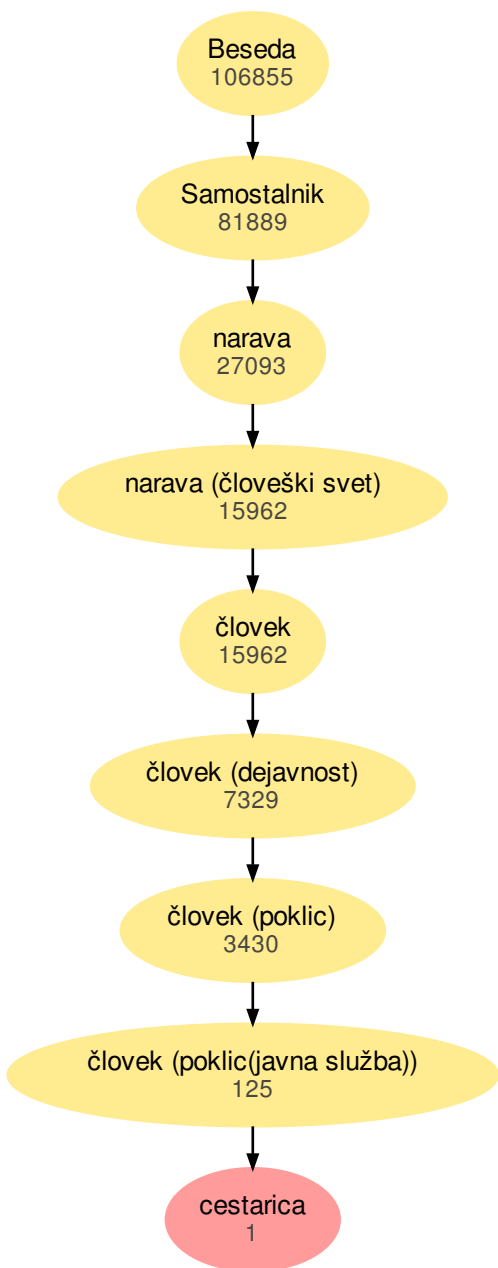 Beseda
106855
Samostalnik
81889
narava
27093
narava (človeški svet)
15962
človek
15962
človek (dejavnost)
7329
človek (poklic)
3430
človek (poklic(javna služba))
125
cestarica
1